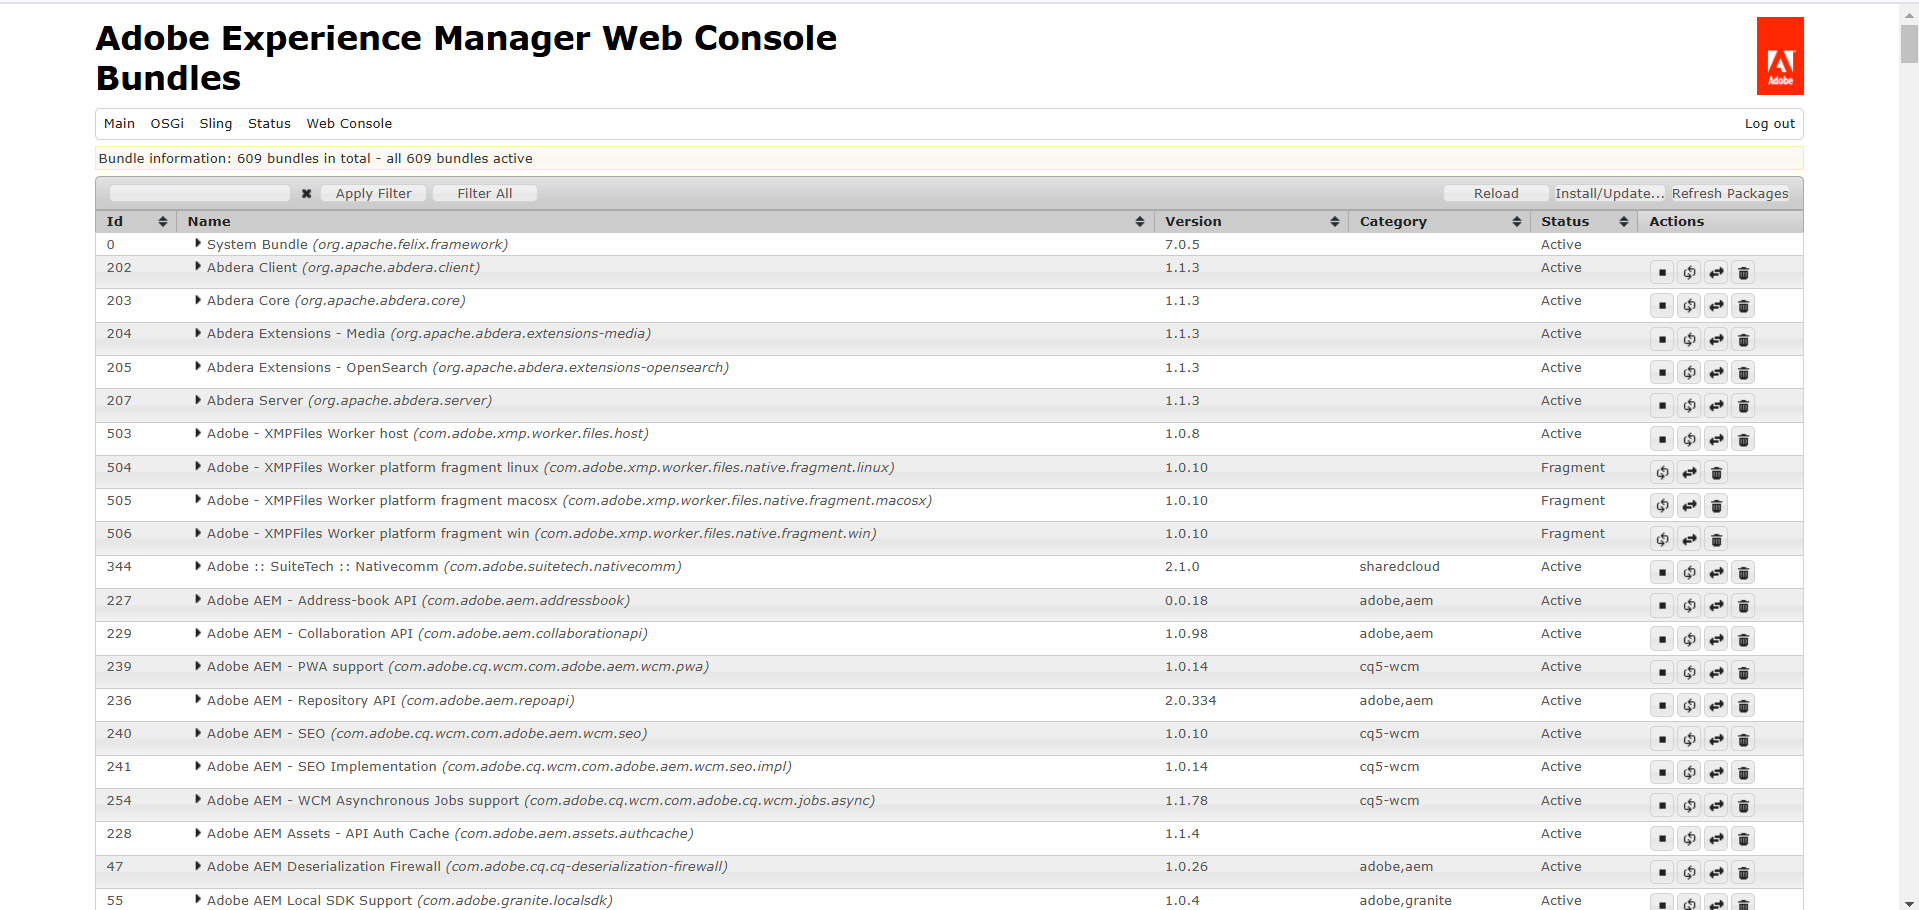 Adobe Experience Manager Web Console
Bundles
Adobe
Main OSGi Sling Status Web Console Log out
Bundle information: 609 bundles in total - all 609 bundles active
Apply Filter Filter All Reload Install/Update... Refresh Packages
Id Name Version Category Status Actions
0 System Bundle (org.apache.felix.framework) 7.0.5 Active
202 Abdera Client (org.apache.abdera.client) 1.1.3 Active
203 Abdera Core (org.apache.abdera.core) 1.1.3 Active
204 Abdera Extensions - Media (org.apache.abdera.extensions-media) 1.1.3 Active
205 Abdera Extensions - OpenSearch (org.apache.abdera.extensions-opensearch) 1.1.3 Active
207 Abdera Server (org.apache.abdera.server) 1.1.3 Active
503 Adobe - XMPFiles Worker host (com.adobe.xmp.worker.files.host) 1.0.8 Active
504 Adobe - XMPFiles Worker platform fragment linux (com.adobe.xmp.worker.files.native.fragment.linux) 1.0.10 Fragment
505 Adobe - XMPFiles Worker platform fragment macosx (com.adobe.xmp.worker.files.native.fragment.macosx) 1.0.10 Fragment
506 Adobe - XMPFiles Worker platform fragment win (com.adobe.xmp.worker.files.native.fragment.win) 1.0.10 Fragment
344 Adobe :: SuiteTech :: Nativecomm (com.adobe.suitetech.nativecomm) 2.1.0 sharedcloud Active
227 Adobe AEM - Address-book API (com.adobe.aem.addressbook) 0.0.18 adobe,aem Active
229 Adobe AEM - Collaboration API (com.adobe.aem.collaborationapi) 1.0.98 adobe,aem Active
239 Adobe AEM - PWA support (com.adobe.cq.wcm.com.adobe.aem.wcm.pwa) 1.0.14 cq5-wcm Active
236 Adobe AEM - Repository API (com.adobe.aem.repoapi) 2.0.334 adobe,aem Active
240 Adobe AEM - SEO (com.adobe.cq.wcm.com.adobe.aem.wcm.seo) 1.0.10 cq5-wcm Active
241 Adobe AEM - SEO Implementation (com.adobe.cq.wcm.com.adobe.aem.wcm.seo.impl) 1.0.14 cq5-wcm Active
254 Adobe AEM - WCM Asynchronous Jobs support (com.adobe.cq.wcm.com.adobe.cq.wcm.jobs.async) 1.1.78 cq5-wcm Active
228 Adobe AEM Assets - API Auth Cache (com.adobe.aem.assets.authcache) 1.1.4 Active
47 Adobe AEM Deserialization Firewall (com.adobe.cq.cq-deserialization-firewall) 1.0.26 adobe,aem Active
55 Adobe AEM Local SDK Support (com.adobe.granite.localsdk) 1.0.4 adobe,granite Active